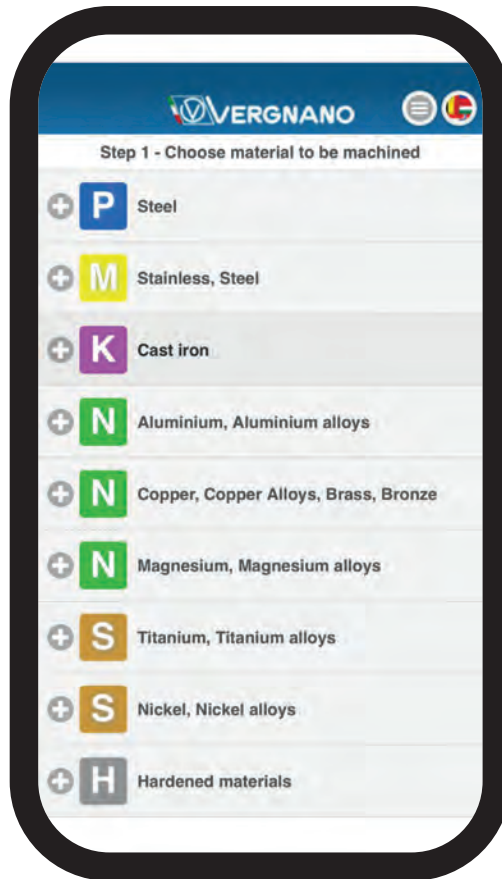 VERGNANO
Step 1 - Choose material to be machined
P Steel
M Stainless, Steel
K Cast iron
N Aluminium, Aluminium alloys
N Copper, Copper Alloys, Brass, Bronze
N Magnesium, Magnesium alloys
S Titanium, Titanium alloys
S Nickel, Nickel alloys
H Hardened materials